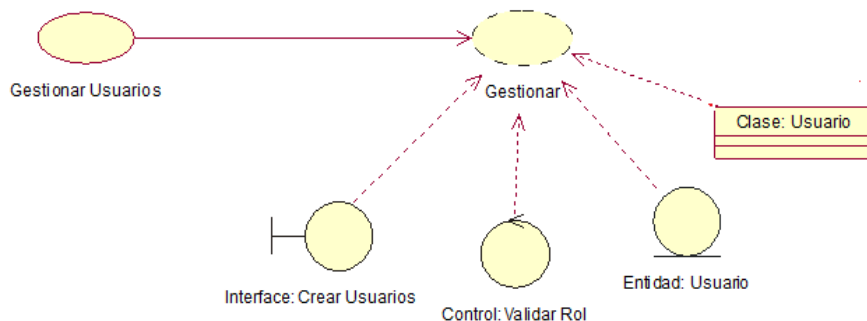 Gestionar Usuarios
Gestionar
Clase: Usuario
Interface: Crear Usuarios
Control: Validar Rol
Entidad: Usuario